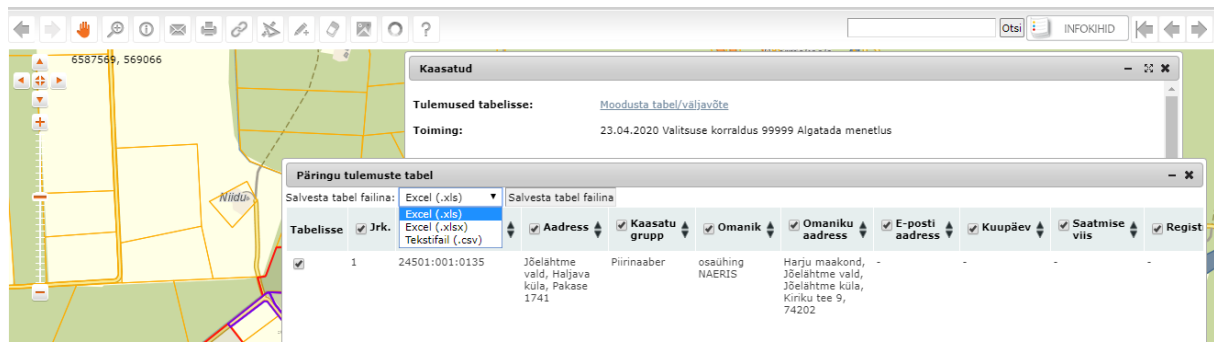 Otsi
INFOKIHID
6587569, 569066
Kaasatud
Tulemused tabelisse: Moodusta tabel/väljavõte
Toiming: 23.04.2020 Valitsuse korraldus 99999 Algatada menetlus
Päringu tulemuste tabel
Niidu
Salvesta tabel failina: Excel (.xls) Salvesta tabel failina
Excel (.xls)
Excel (.xlsx)
Tekstifail (.csv)
Tabelisse Jrk. Aadress Kaasatu grupp Omanik Omaniku aadress E-posti aadress Kuupäev Saatmise viis Regist
1 24501:001:0135 Jõelähtme Piirinaaber osaühing Harju maakond, - - - -
vald, Haljava NAERIS Jõelähtme vald,
küla, Pakase Jõelähtme küla,
1741 Kiriku tee 9,
74202